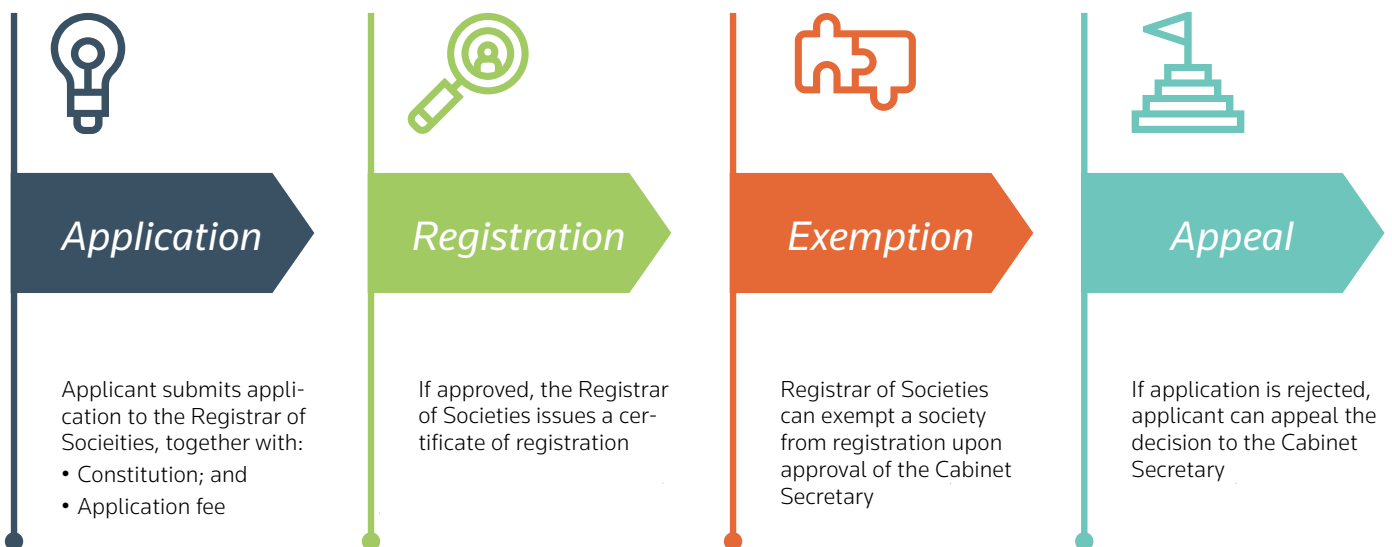 Application
Applicant submits appli-
cation to the Registrar of
Socieities, together with:
• Constitution; and
• Application fee
Registration
If approved, the Registrar
of Societies issues a cer-
tificate of registration
Exemption
Registrar of Societies
can exempt a society
from registration upon
approval of the Cabinet
Secretary
Appeal
If application is rejected,
applicant can appeal the
decision to the Cabinet
Secretary